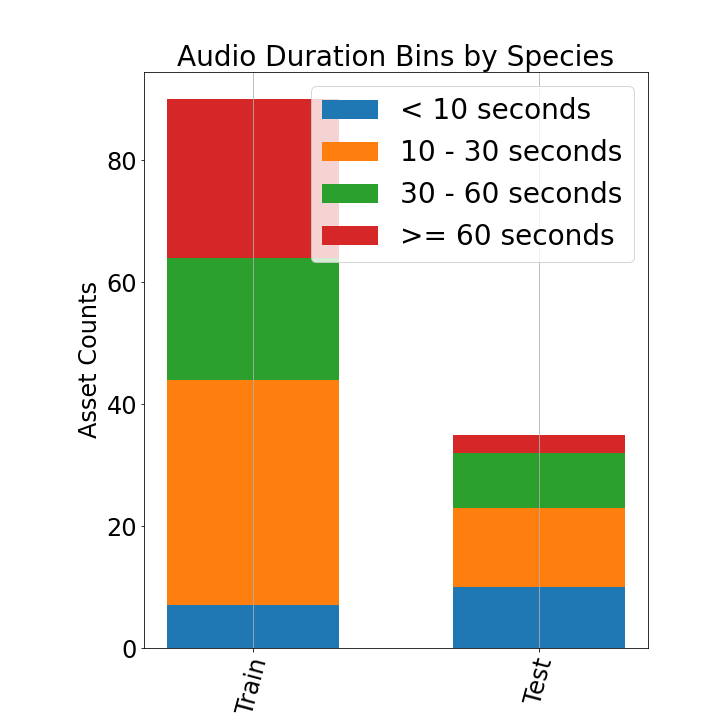 Audio Duration Bins by Species
< 10 seconds
10 - 30 seconds
30 - 60 seconds
>= 60 seconds
80
60
40
20
0
Asset Counts
Train
Test